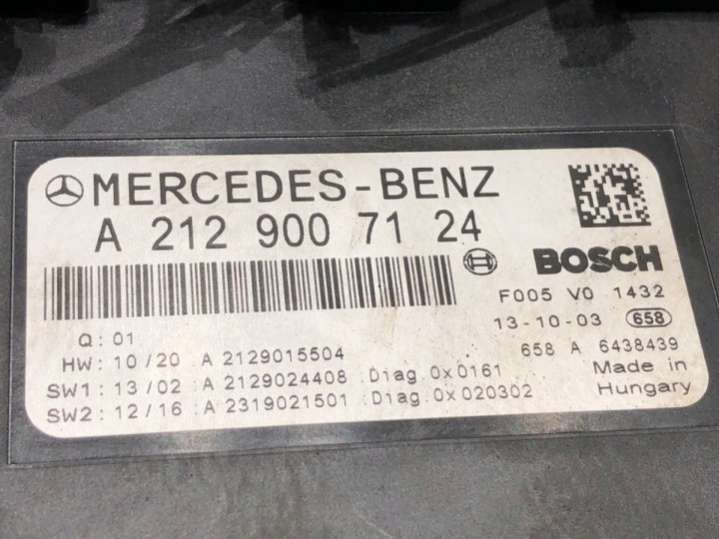 MERCEDES-BENZ
A 212 900 71 24
BOSCH
F005 V0 1432
Q: 01
13-10-03 658
HW: 10/20 A 2129015504
658 A 6438439
SW1: 13/02 A 2129024408 Diag.0x0161
Made in
SW2: 12/16 A 2319021501 Diag.0x020302
Hungary